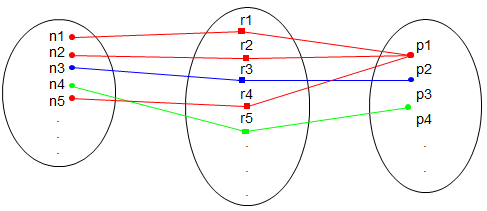 n1
n2
n3
n4
n5
.
.
.
r1
r2
r3
r4
r5
.
.
.
p1
p2
p3
p4
.
.